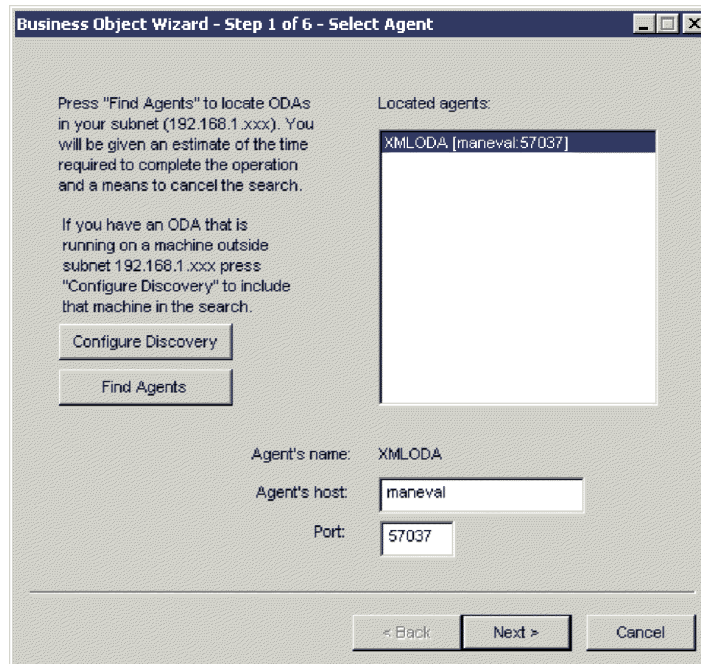 Business Object Wizard - Step 1 of 6 - Select Agent
Press "Find Agents" to locate ODAs
in your subnet (192.168.1.xxx). You
will be given an estimate of the time
required to complete the operation
and a means to cancel the search.
If you have an ODA that is
running on a machine outside
subnet 192.168.1.xxx press
"Configure Discovery" to include
that machine in the search.
Configure Discovery
Find Agents
Located agents:
XMLODA [maneval:57037]
Agent's name: XMLODA
Agent's host: maneval
Port: 57037
< Back Next > Cancel